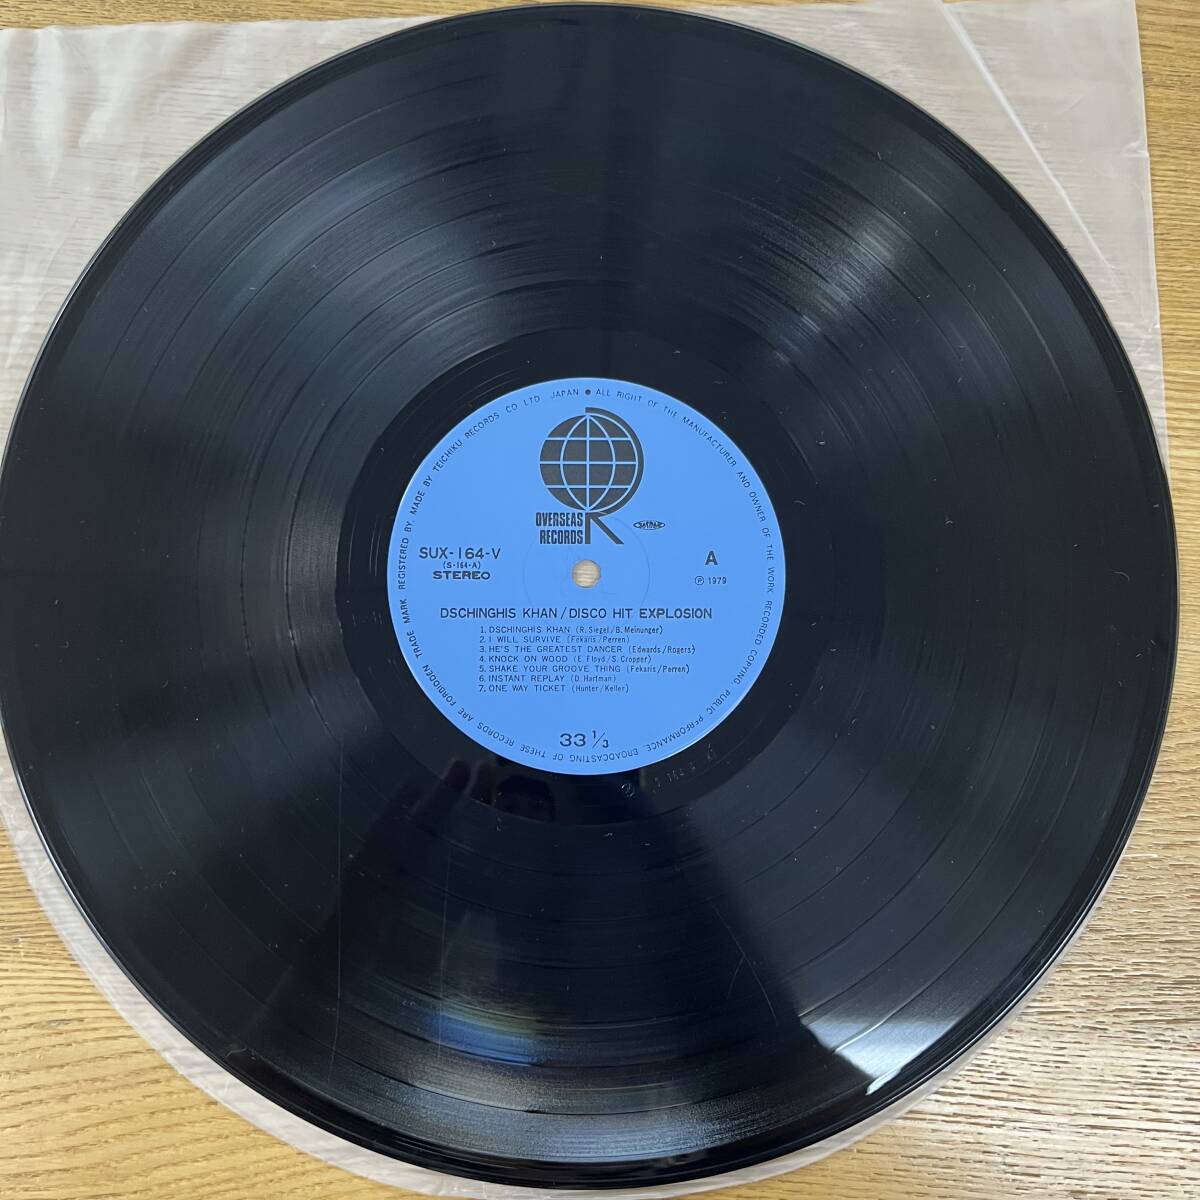 REGISTERED BY, MADE BY TEICHIKU RECORDS CO LTD. JAPAN ● ALL RIGHT OF THE MANUFACTURER AND OWNER OF THE WORK RECORDED COPYING, PUBLIC PERFORMANCE, BROADCASTING OF THESE RECORDS ARE FORBIDDEN TRADE MARK
OVERSEAS
RECORDS
SUX-164-V
(S-164-A)
STEREO
A
Ⓟ 1979
DSCHINGHIS KHAN/DISCO HIT EXPLOSION
1. DSCHINGHIS KHAN (R. Siegel/B. Meinunger)
2. I WILL SURVIVE (Fekaris/Perren)
3. HE'S THE GREATEST DANCER (Edwards/Rogers)
4. KNOCK ON WOOD (E. Floyd/S. Cropper)
5. SHAKE YOUR GROOVE THING (Fekaris/Perren)
6. INSTANT REPLAY (D. Hartman)
7. ONE WAY TICKET (Hunter/Keller)
33 1/3